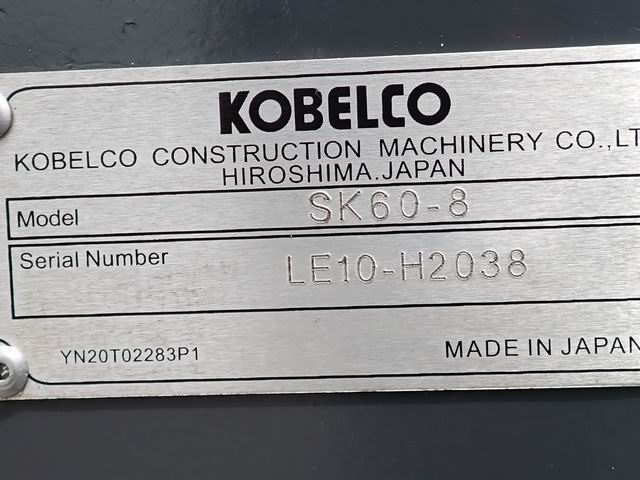 KOBELCO
KOBELCO CONSTRUCTION MACHINERY CO.,LT
HIROSHIMA.JAPAN
Model SK60-8
Serial Number LE10-H2038
YN20T02283P1 MADE IN JAPAN